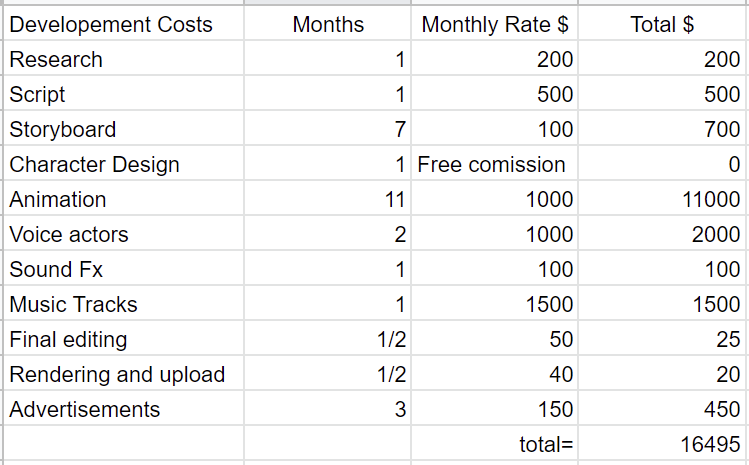 Developement Costs Months Monthly Rate $ Total $
Research 1 200 200
Script 1 500 500
Storyboard 7 100 700
Character Design 1 Free comission 0
Animation 11 1000 11000
Voice actors 2 1000 2000
Sound Fx 1 100 100
Music Tracks 1 1500 1500
Final editing 1/2 50 25
Rendering and upload 1/2 40 20
Advertisements 3 150 450
total= 16495